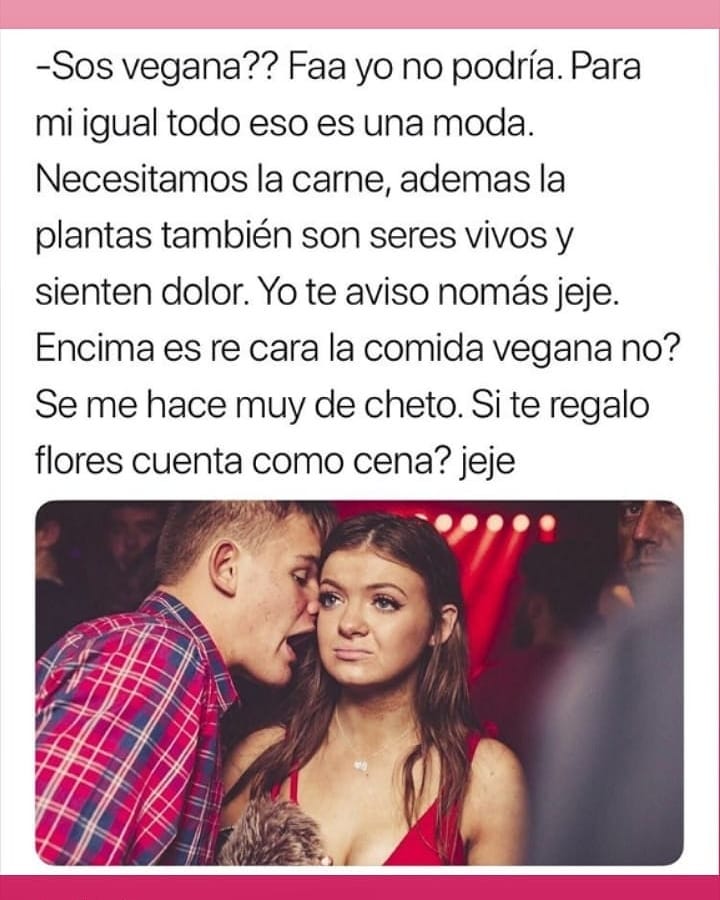 -Sos vegana?? Faa yo no podría. Para
mi igual todo eso es una moda.
Necesitamos la carne, ademas la
plantas también son seres vivos y
sienten dolor. Yo te aviso nomás jeje.
Encima es re cara la comida vegana no?
Se me hace muy de cheto. Si te regalo
flores cuenta como cena? jeje